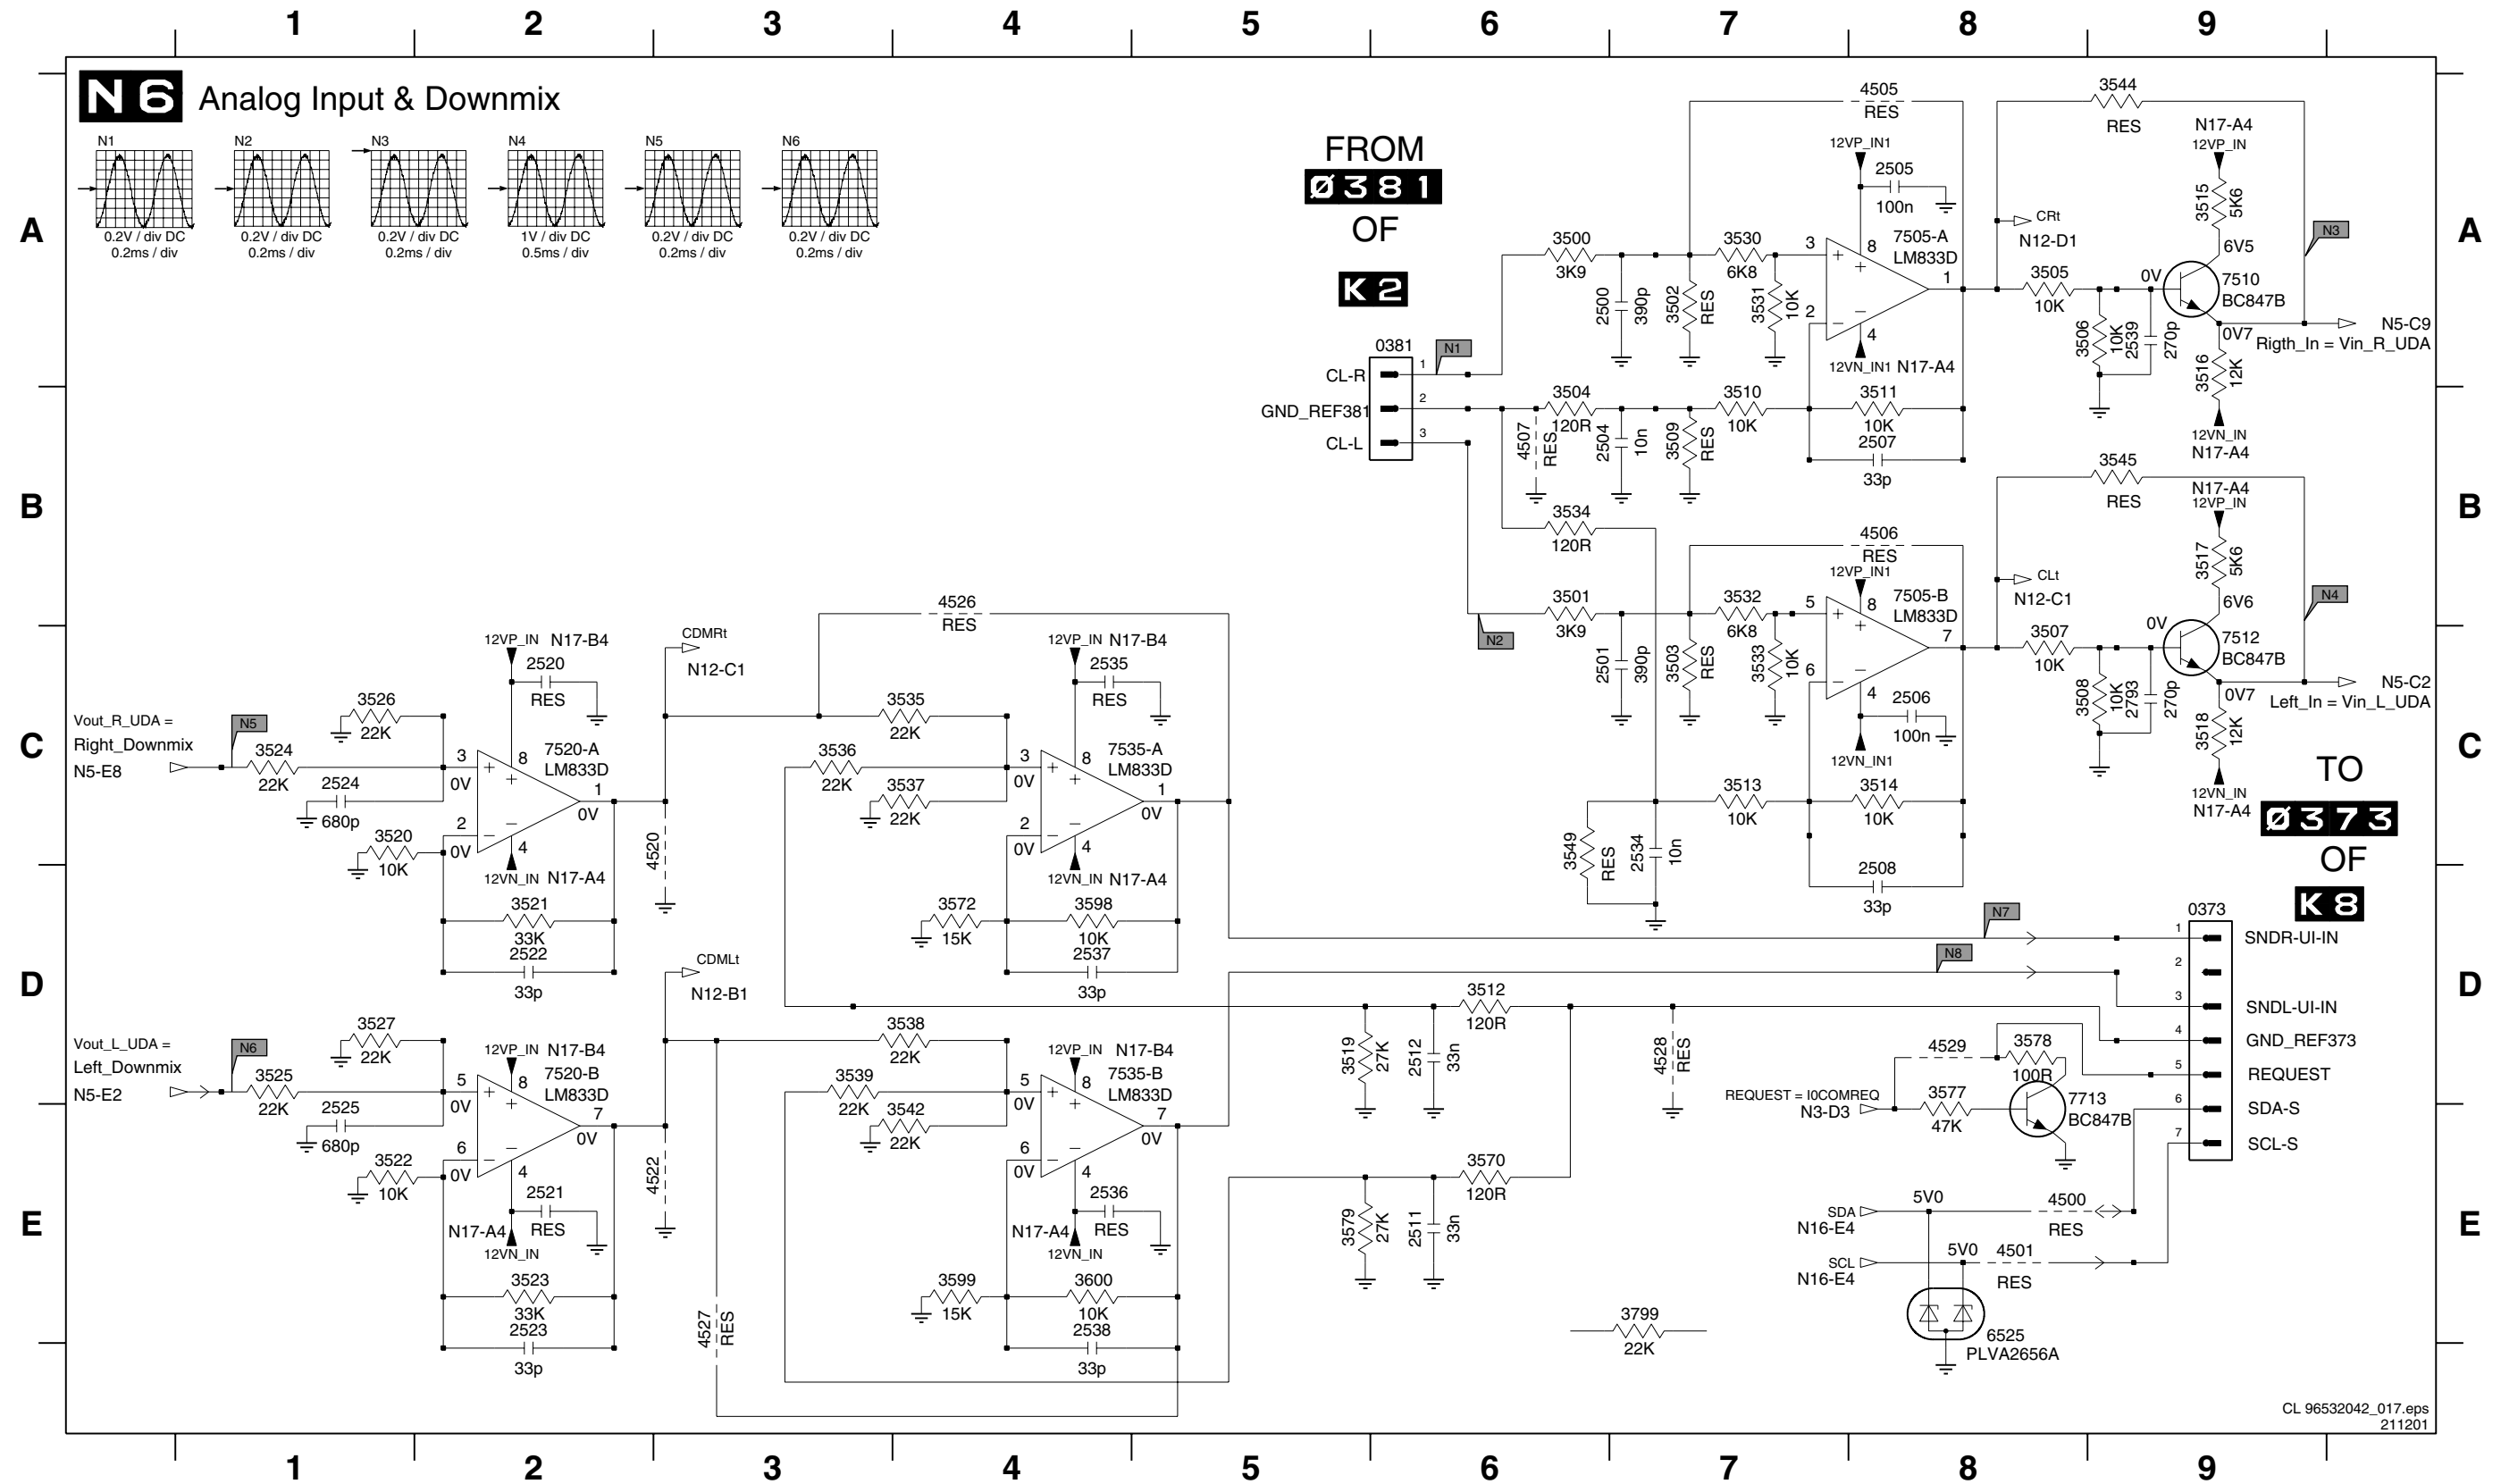 1 2 3 4 5 6 7 8 9
N 6 Analog Input & Downmix
N1 N2 N3 N4 N5 N6
0.2V / div DC 0.2V / div DC 0.2V / div DC 1V / div DC 0.2V / div DC 0.2V / div DC
0.2ms / div 0.2ms / div 0.2ms / div 0.5ms / div 0.2ms / div 0.2ms / div
A A
B B
C C
D D
E E
FROM
Ø381
OF
K 2
0381
N1
CL-R 1
GND_REF381 2
CL-L 3
N2
4505
RES
12VP_IN1
2505
100n
3500
3K9
3530
6K8
2500
390p
3502
RES
3531
10K
3
8
+
+
7505-A
LM833D
1
2
−
−
4
12VN_IN1 N17-A4
CRt
N12-D1
3544
RES
N17-A4
12VP_IN
3515
5K6
6V5
N3
3505
10K
0V
7510
BC847B
3506
10K
2539
270p
0V7
3516
12K
12VN_IN
N17-A4
N5-C9
Rigth_In = Vin_R_UDA
3504
120R
4507
RES
2504
10n
3509
RES
3510
10K
3511
10K
2507
33p
3534
120R
4506
RES
12VP_IN1
3501
3K9
3532
6K8
2501
390p
3503
RES
3533
10K
5
8
+
+
7505-B
LM833D
7
6
−
−
4
2506
100n
12VN_IN1
CLt
N12-C1
3545
RES
N17-A4
12VP_IN
3517
5K6
6V6
N4
3507
10K
0V
7512
BC847B
3508
10K
2793
270p
0V7
3518
12K
12VN_IN
N17-A4
N5-C2
Left_In = Vin_L_UDA
3513
10K
3514
10K
3549
RES
2534
10n
2508
33p
TO
Ø373
OF
K 8
4526
RES
12VP_IN N17-B4
2520
RES
CDMRt
N12-C1
12VP_IN N17-B4
2535
RES
Vout_R_UDA =
Right_Downmix
N5-E8
N5
3526
22K
3524
22K
2524
680p
3520
10K
3
0V
8
+
+
7520-A
LM833D
1
0V
2
0V
−
−
4
12VN_IN N17-A4
4520
3521
33K
2522
33p
3535
22K
3536
22K
3537
22K
3
0V
8
+
+
7535-A
LM833D
1
0V
2
0V
−
−
4
12VN_IN N17-A4
3572
15K
3598
10K
2537
33p
CDMLt
N12-B1
Vout_L_UDA =
Left_Downmix
N5-E2
N6
3527
22K
3525
22K
2525
680p
3522
10K
12VP_IN N17-B4
5
0V
8
+
+
7520-B
LM833D
7
0V
6
0V
−
−
4
2521
RES
N17-A4
12VN_IN
4522
3523
33K
2523
33p
4527
RES
3538
22K
3539
22K
3542
22K
12VP_IN N17-B4
5
0V
8
+
+
7535-B
LM833D
7
0V
6
0V
−
−
4
2536
RES
N17-A4
12VN_IN
3599
15K
3600
10K
2538
33p
3512
120R
3519
27K
2512
33n
4528
RES
3570
120R
3579
27K
2511
33n
3799
22K
N7
N8
0373
1 SNDR-UI-IN
2
3 SNDL-UI-IN
4 GND_REF373
5 REQUEST
6 SDA-S
7 SCL-S
4529
3578
100R
REQUEST = I0COMREQ
N3-D3
3577
47K
7713
BC847B
SDA
N16-E4
5V0
4500
RES
SCL
N16-E4
5V0
4501
RES
6525
PLVA2656A
CL 96532042_017.eps
211201
1 2 3 4 5 6 7 8 9